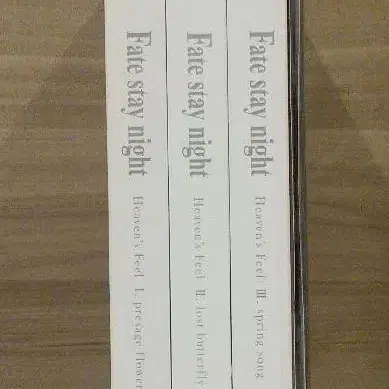 Fate stay night Heaven's Feel Ⅰ. presage flower
Fate stay night Heaven's Feel Ⅱ. lost butterfly
Fate stay night Heaven's Feel Ⅲ. spring song